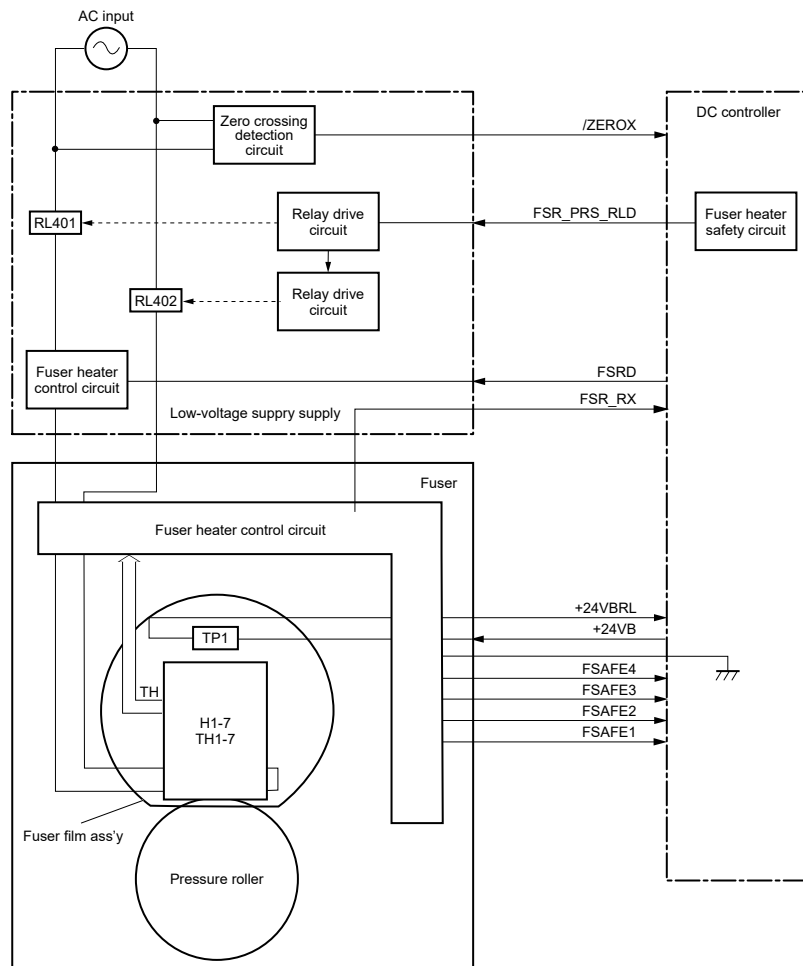 AC input
Zero crossing
detection
circuit
/ZEROX
DC controller
RL401
Relay drive
circuit
FSR_PRS_RLD
Fuser heater
safety circuit
RL402
Relay drive
circuit
Fuser heater
control circuit
FSRD
FSR_RX
Low-voltage suppry supply
Fuser
Fuser heater control circuit
+24VBRL
+24VB
TP1
FSAFE4
TH
FSAFE3
H1-7
TH1-7
FSAFE2
FSAFE1
Fuser film ass'y
Pressure roller